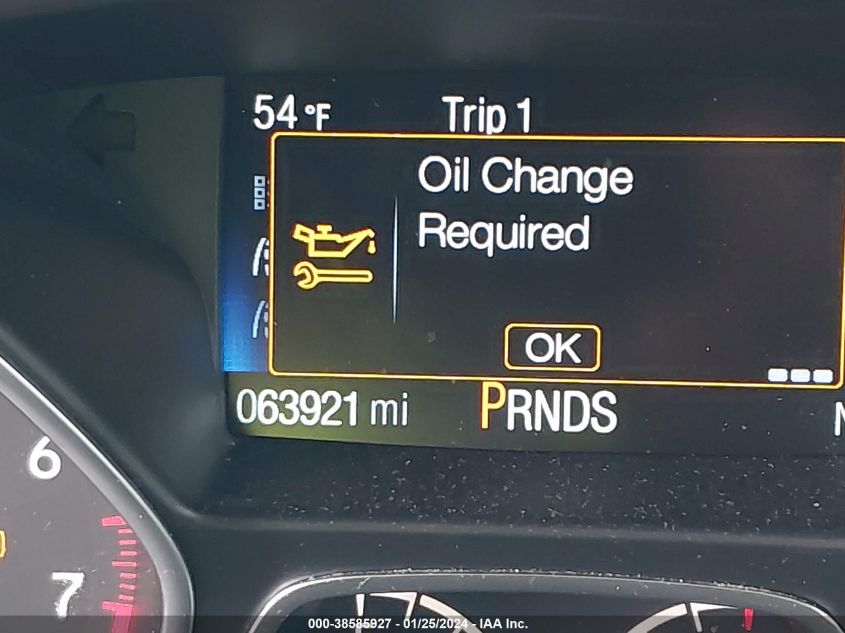 54 °F Trip 1
Oil Change
Required
OK
063921 mi PRNDS
6
7
000-38585927 - 01/25/2024 - IAA Inc.